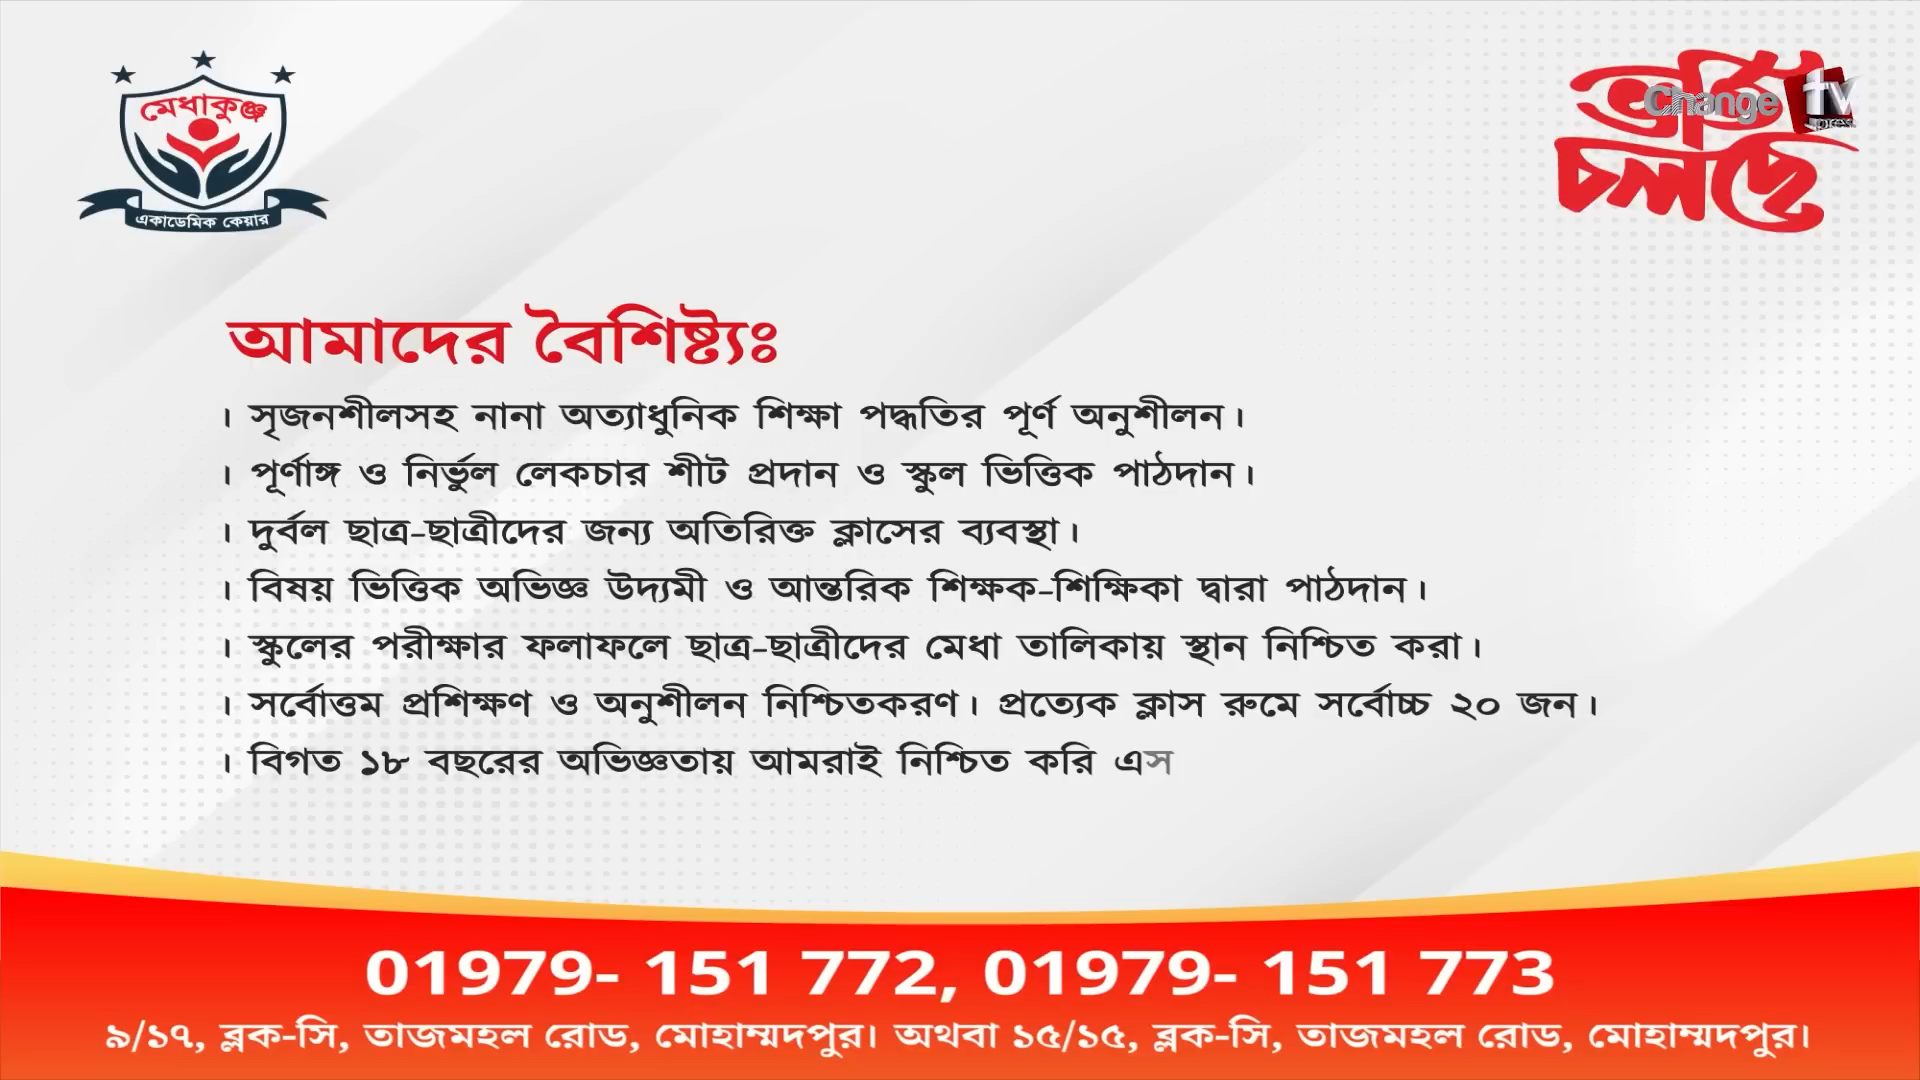 মেধাকুঞ্জ
একাডেমিক কেয়ার
ভর্তি
চলছে
Change tv
আমাদের বৈশিষ্ট্যঃ
। সৃজনশীলসহ নানা অত্যাধুনিক শিক্ষা পদ্ধতির পূর্ণ অনুশীলন।
। পূর্ণাঙ্গ ও নির্ভুল লেকচার শীট প্রদান ও স্কুল ভিত্তিক পাঠদান।
। দুর্বল ছাত্র-ছাত্রীদের জন্য অতিরিক্ত ক্লাসের ব্যবস্থা।
। বিষয় ভিত্তিক অভিজ্ঞ উদ্যমী ও আন্তরিক শিক্ষক-শিক্ষিকা দ্বারা পাঠদান।
। স্কুলের পরীক্ষার ফলাফলে ছাত্র-ছাত্রীদের মেধা তালিকায় স্থান নিশ্চিত করা।
। সর্বোত্তম প্রশিক্ষণ ও অনুশীলন নিশ্চিতকরণ। প্রত্যেক ক্লাস রুমে সর্বোচ্চ ২০ জন।
। বিগত ১৮ বছরের অভিজ্ঞতায় আমরাই নিশ্চিত করি এস
01979- 151 772, 01979- 151 773
৯/১৭, ব্লক-সি, তাজমহল রোড, মোহাম্মদপুর। অথবা ১৫/১৫, ব্লক-সি, তাজমহল রোড, মোহাম্মদপুর।